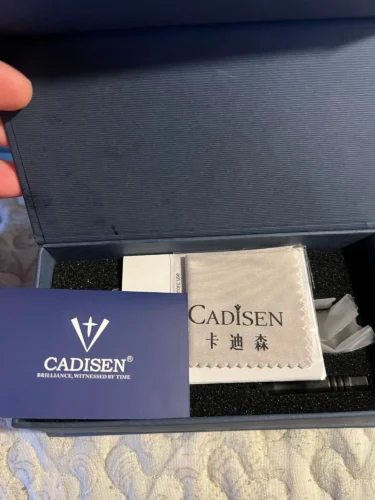 CADISEN®
BRILLIANCE, WITNESSED BY TIME
CADISEN
卡迪森